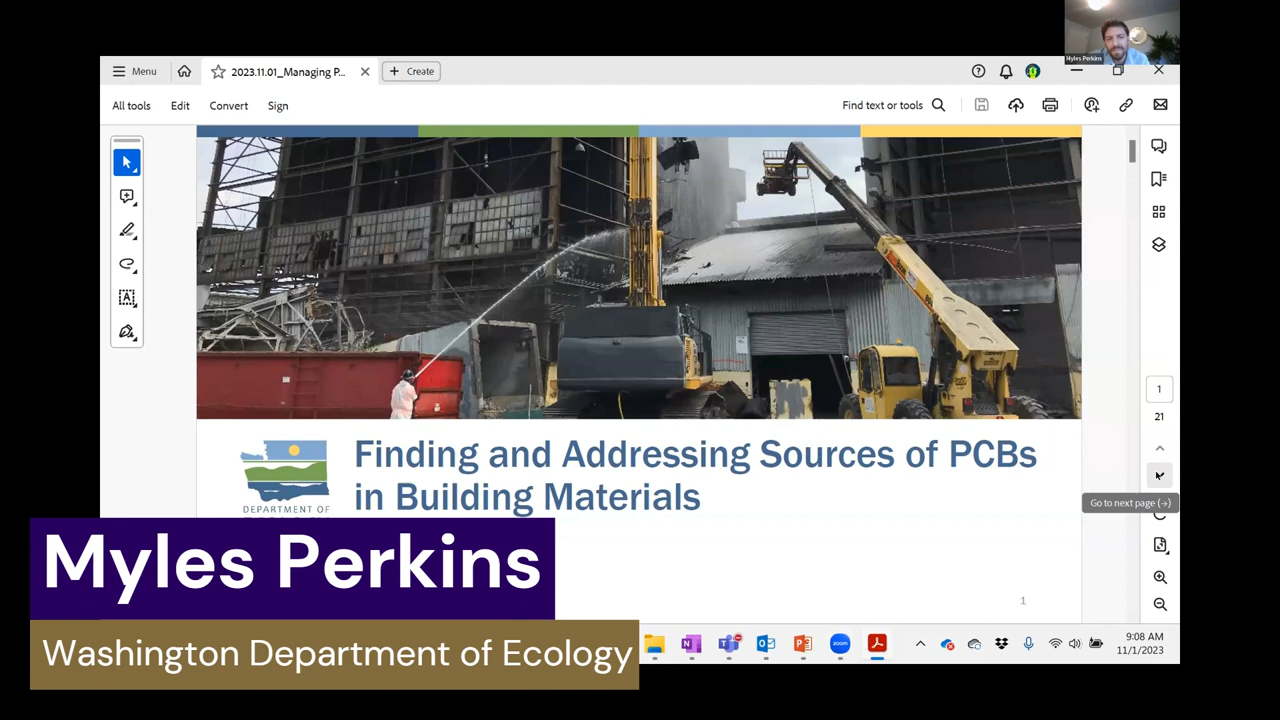 Myles Perkins
Menu
2023.11.01_Managing P...
Create
All tools
Edit
Convert
Sign
Find text or tools
1
21
Go to next page (→)
DEPARTMENT OF
Finding and Addressing Sources of PCBs
in Building Materials
1
Myles Perkins
Washington Department of Ecology
zoom
9:08 AM
11/1/2023